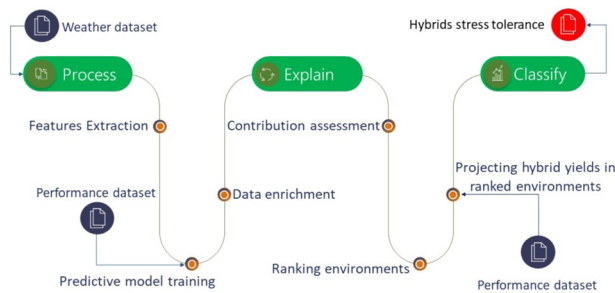 Weather dataset
Hybrids stress tolerance
Process
Explain
Classify
Features Extraction
Contribution assessment
Projecting hybrid yields in
ranked environments
Performance dataset
Data enrichment
Predictive model training
Ranking environments
Performance dataset